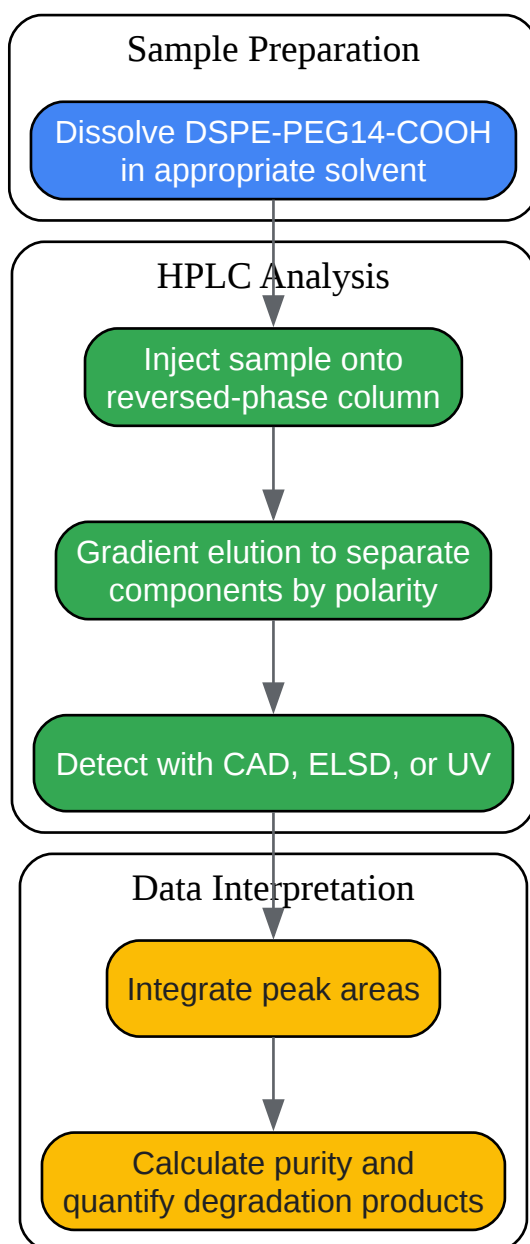 Sample Preparation
Dissolve DSPE-PEG14-COOH
in appropriate solvent
HPLC Analysis
Inject sample onto
reversed-phase column
Gradient elution to separate
components by polarity
Detect with CAD, ELSD, or UV
Data Interpretation
Integrate peak areas
Calculate purity and
quantify degradation products